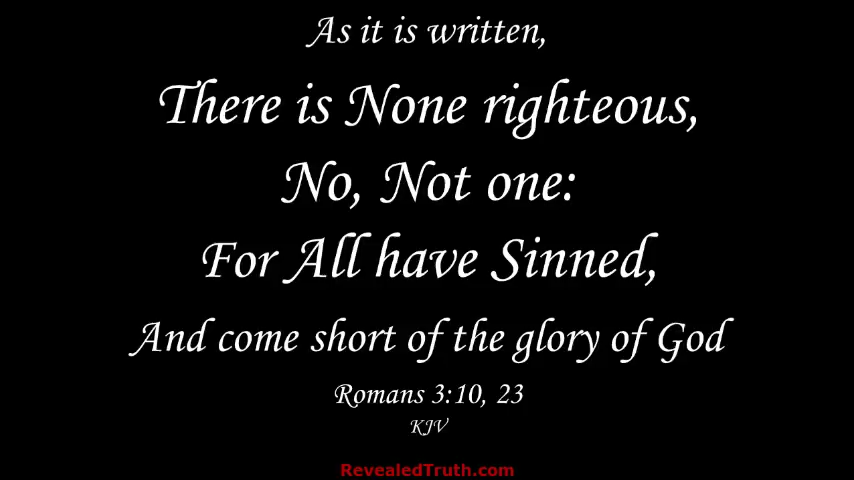 As it is written,
There is None righteous,
No, Not one:
For All have Sinned,
And come short of the glory of God
Romans 3:10, 23
KJV
RevealedTruth.com